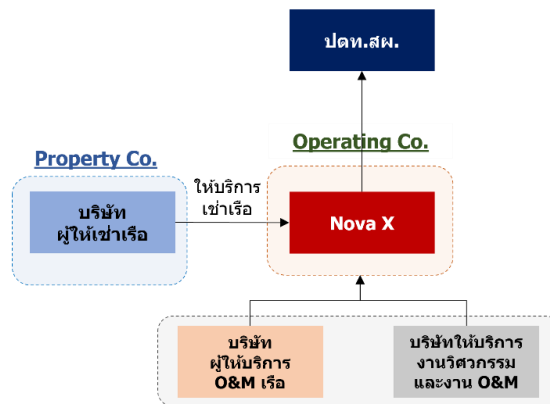 ปตท.สผ.
Property Co.
Operating Co.
ให้บริการ
เช่าเรือ
บริษัท
ผู้ให้เช่าเรือ
Nova X
บริษัท
ผู้ให้บริการ
O&M เรือ
บริษัทให้บริการ
งานวิศวกรรม
และงาน O&M